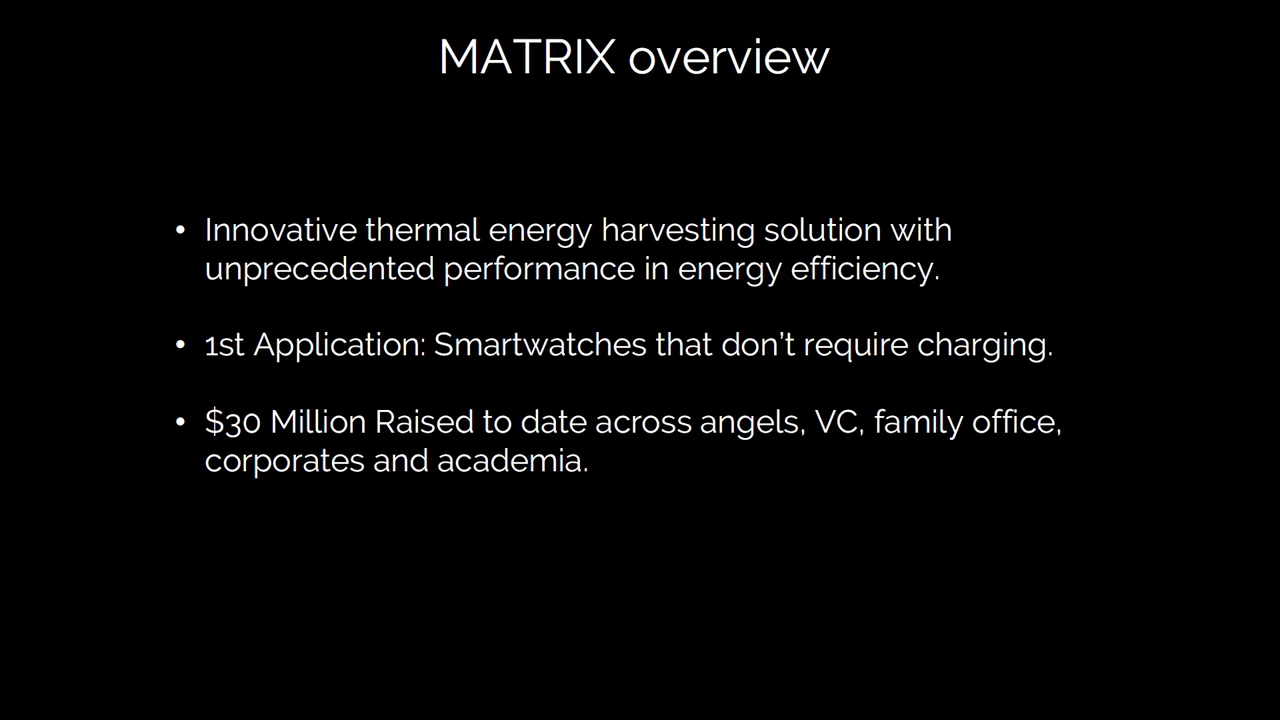 MATRIX overview
• Innovative thermal energy harvesting solution with
unprecedented performance in energy efficiency.
• 1st Application: Smartwatches that don’t require charging.
• $30 Million Raised to date across angels, VC, family office,
corporates and academia.